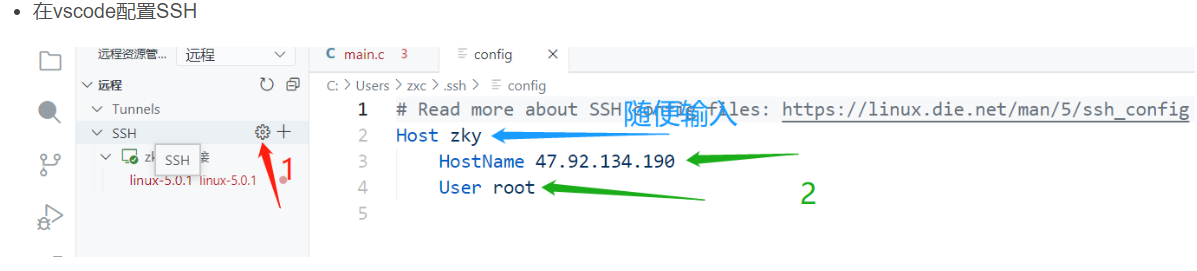 在vscode配置SSH
远程资源管... 远程
C main.c 3
config ×
远程
C: > Users > zxc > .ssh > config
Tunnels
SSH
zk 接
SSH
linux-5.0.1 linux-5.0.1
1
1 # Read more about SSH config files: https://linux.die.net/man/5/ssh_config
随便输入
2 Host zky
3 HostName 47.92.134.190
4 User root
2
5